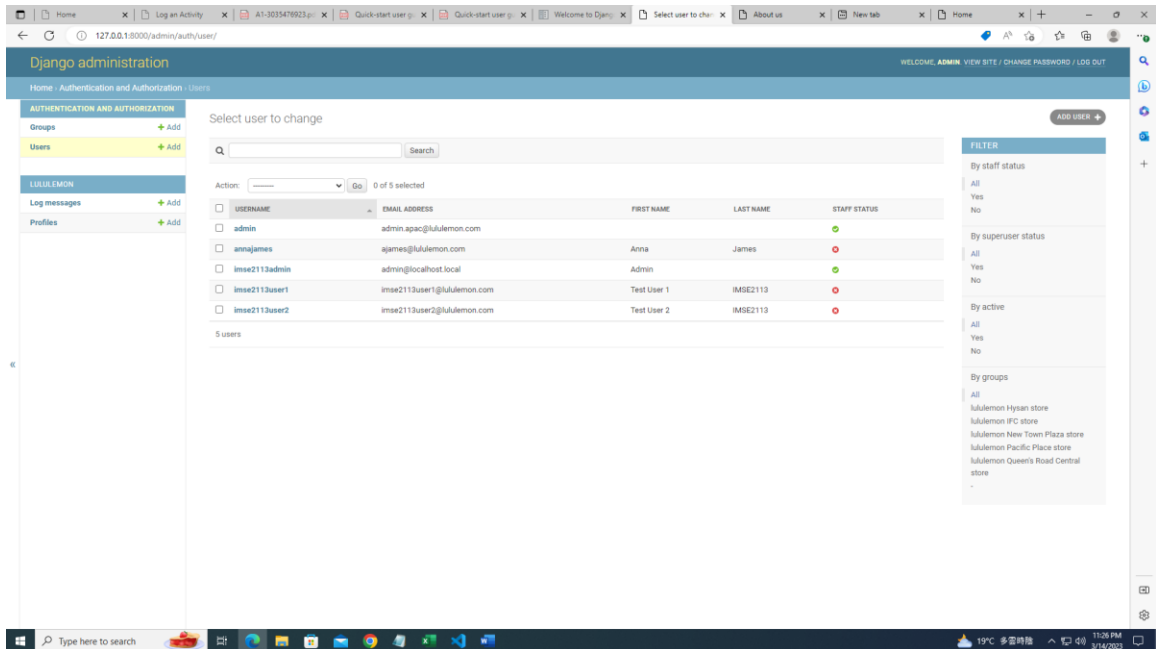 Home
Log an Activity
A1-3035476923.pd
Quick-start user g
Quick-start user g
Welcome to Djang
Select user to chan
About us
New tab
Home
127.0.0.1:8000/admin/auth/user/
Django administration
WELCOME, ADMIN. VIEW SITE / CHANGE PASSWORD / LOG OUT
Home › Authentication and Authorization › Users
AUTHENTICATION AND AUTHORIZATION
Groups + Add
Users + Add
LULULEMON
Log messages + Add
Profiles + Add
Select user to change
ADD USER +
Search
Action: --------- Go 0 of 5 selected
USERNAME EMAIL ADDRESS FIRST NAME LAST NAME STAFF STATUS
admin admin.apac@lululemon.com
annajames ajames@lululemon.com Anna James
imse2113admin admin@localhost.local Admin
imse2113user1 imse2113user1@lululemon.com Test User 1 IMSE2113
imse2113user2 imse2113user2@lululemon.com Test User 2 IMSE2113
5 users
FILTER
By staff status
All
Yes
No
By superuser status
All
Yes
No
By active
All
Yes
No
By groups
All
lululemon Hysan store
lululemon IFC store
lululemon New Town Plaza store
lululemon Pacific Place store
lululemon Queen's Road Central
store
-
Type here to search
19°C 多雲時陰
11:26 PM
3/14/2023